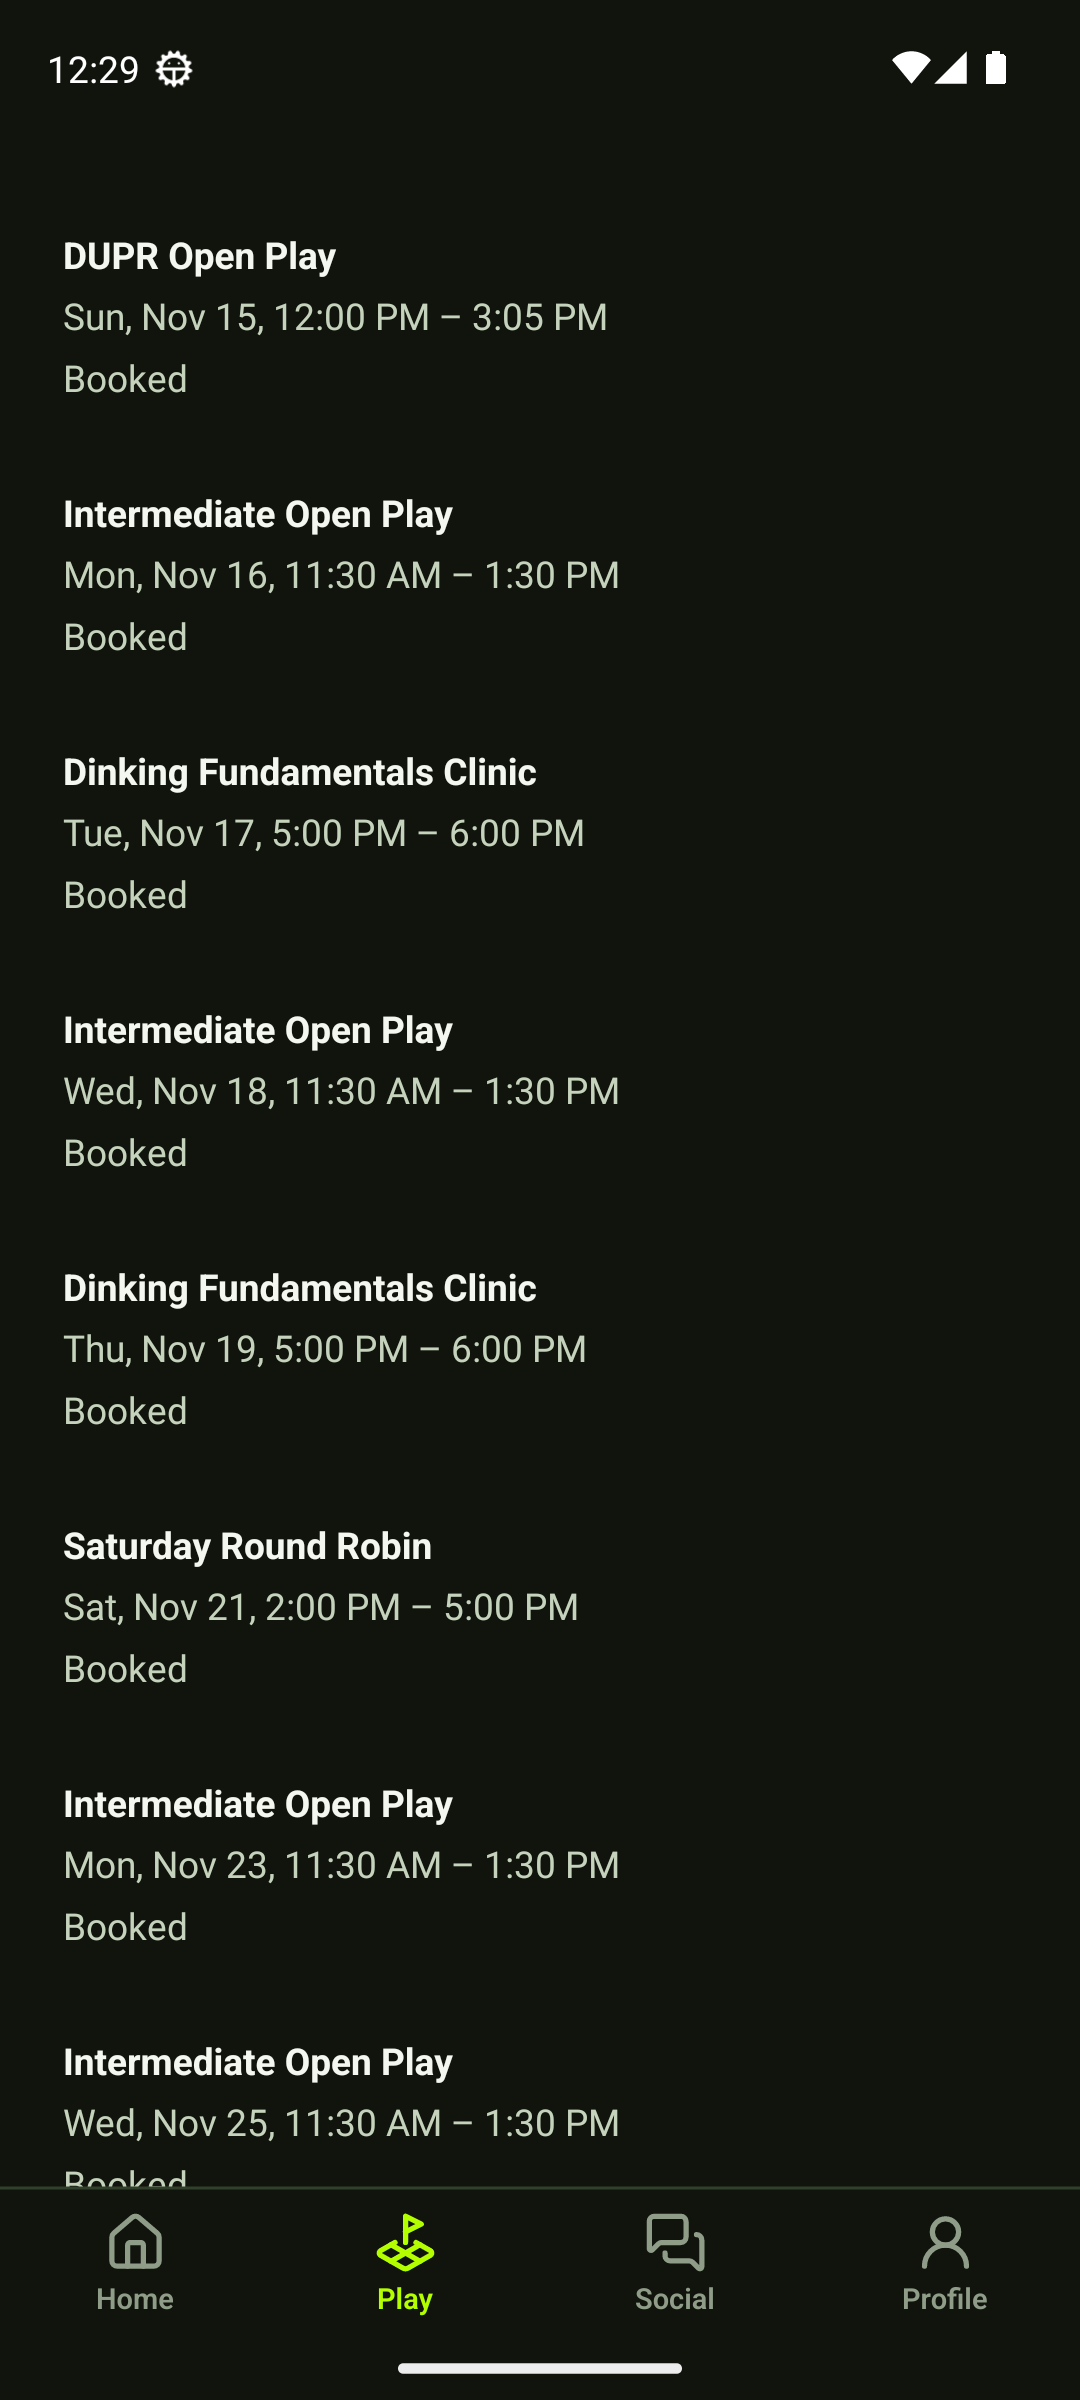 12:29
DUPR Open Play
Sun, Nov 15, 12:00 PM – 3:05 PM
Booked
Intermediate Open Play
Mon, Nov 16, 11:30 AM – 1:30 PM
Booked
Dinking Fundamentals Clinic
Tue, Nov 17, 5:00 PM – 6:00 PM
Booked
Intermediate Open Play
Wed, Nov 18, 11:30 AM – 1:30 PM
Booked
Dinking Fundamentals Clinic
Thu, Nov 19, 5:00 PM – 6:00 PM
Booked
Saturday Round Robin
Sat, Nov 21, 2:00 PM – 5:00 PM
Booked
Intermediate Open Play
Mon, Nov 23, 11:30 AM – 1:30 PM
Booked
Intermediate Open Play
Wed, Nov 25, 11:30 AM – 1:30 PM
Booked
Home
Play
Social
Profile